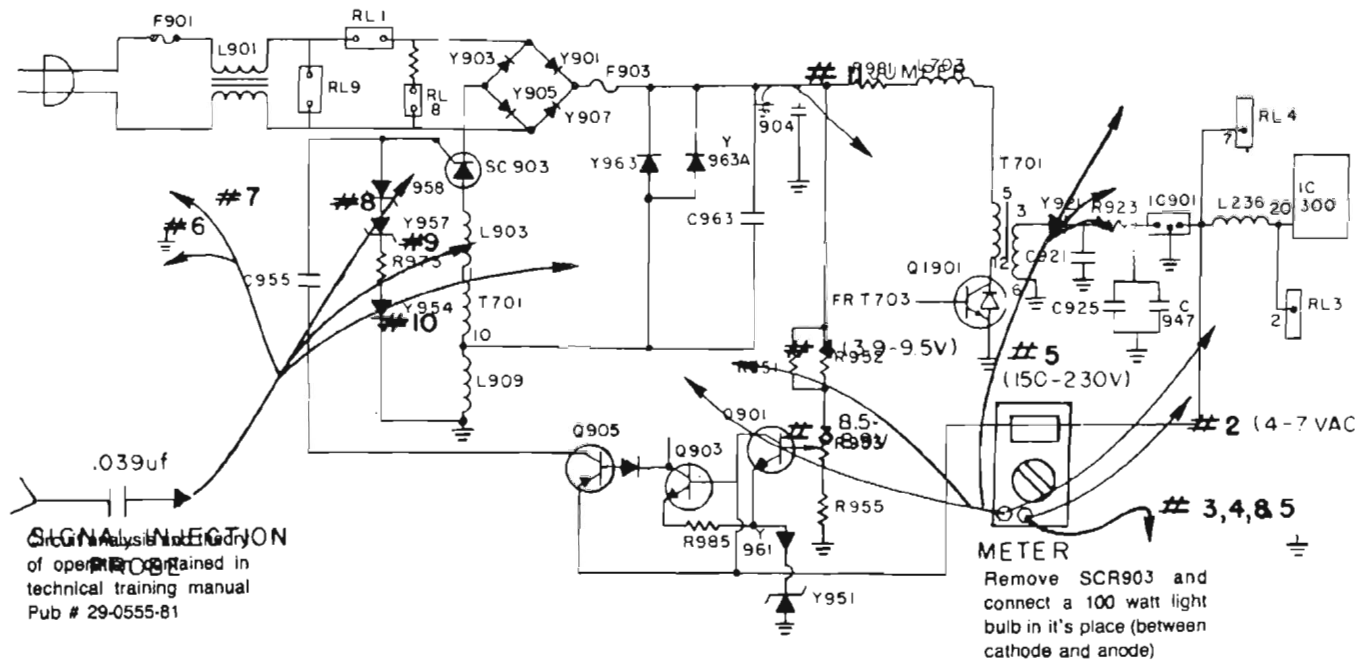 F901
L901
RL1
RL9
RL
8
Y903
Y901
Y905
Y907
F903
#1 JUMPER
R981
L703
904
Y963
Y
963A
C963
SC903
958
Y957
#8
#9
#7
#6
C955
L903
T701
10
Y954
#10
L909
T701
5
3
12
6
Q1901
FR T703
C921
R923
IC901
C925
C
947
L236
20
IC
300
RL4
7
RL3
2
(3.9-9.5V)
R952
#5
(150-230V)
#2 (4-7 VAC
#3
8.5-
Q905
Q903
Q901
R985
Y
961
R955
Y951
# 3,4,&5
.039uf
SIGNAL INJECTION
PROBE
Circuit analysis and theory
of operation contained in
technical training manual
Pub # 29-0555-81
METER
Remove SCR903 and
connect a 100 watt light
bulb in it's place (between
cathode and anode)